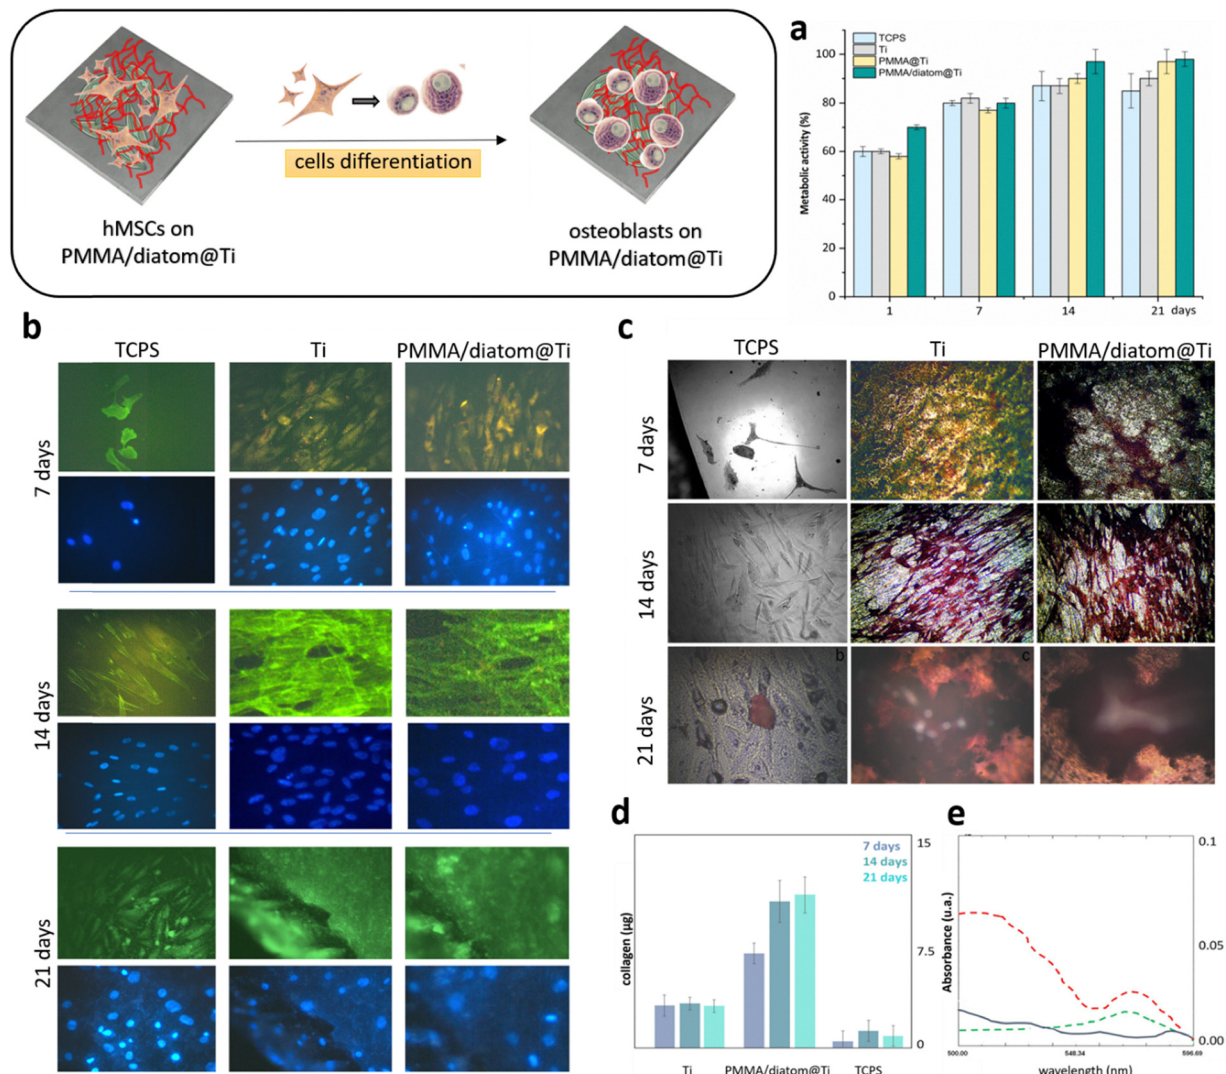 cells differentiation
hMSCs on
PMMA/diatom@Ti
osteoblasts on
PMMA/diatom@Ti
a
TCPS
Ti
PMMA@Ti
PMMA/diatom@Ti
Metabolic activity (%)
100
80
60
40
20
0
1 7 14 21 days
b
TCPS Ti PMMA/diatom@Ti
7 days
14 days
21 days
c
TCPS Ti PMMA/diatom@Ti
7 days
14 days
21 days
b
c
d
7 days
14 days
21 days
collagen (µg)
15
7.5
0
Ti PMMA/diatom@Ti TCPS
e
Absorbance (u.a.)
0.1
0.05
0.00
500.00 548.34 596.69
wavelength (nm)